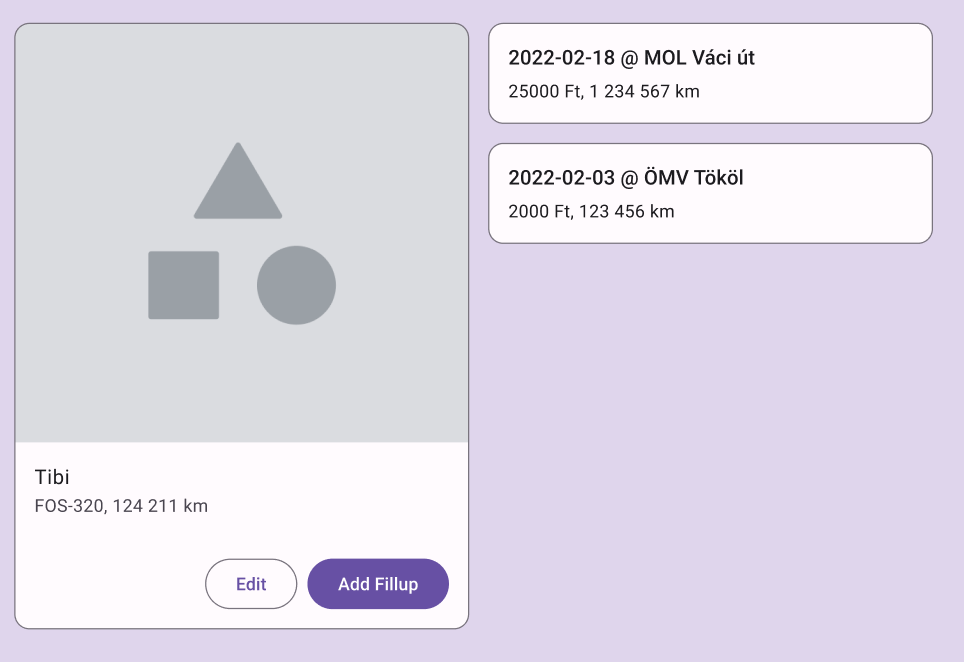 Tibi
FOS-320, 124 211 km
Edit
Add Fillup
2022-02-18 @ MOL Váci út
25000 Ft, 1 234 567 km
2022-02-03 @ ÖMV Tököl
2000 Ft, 123 456 km